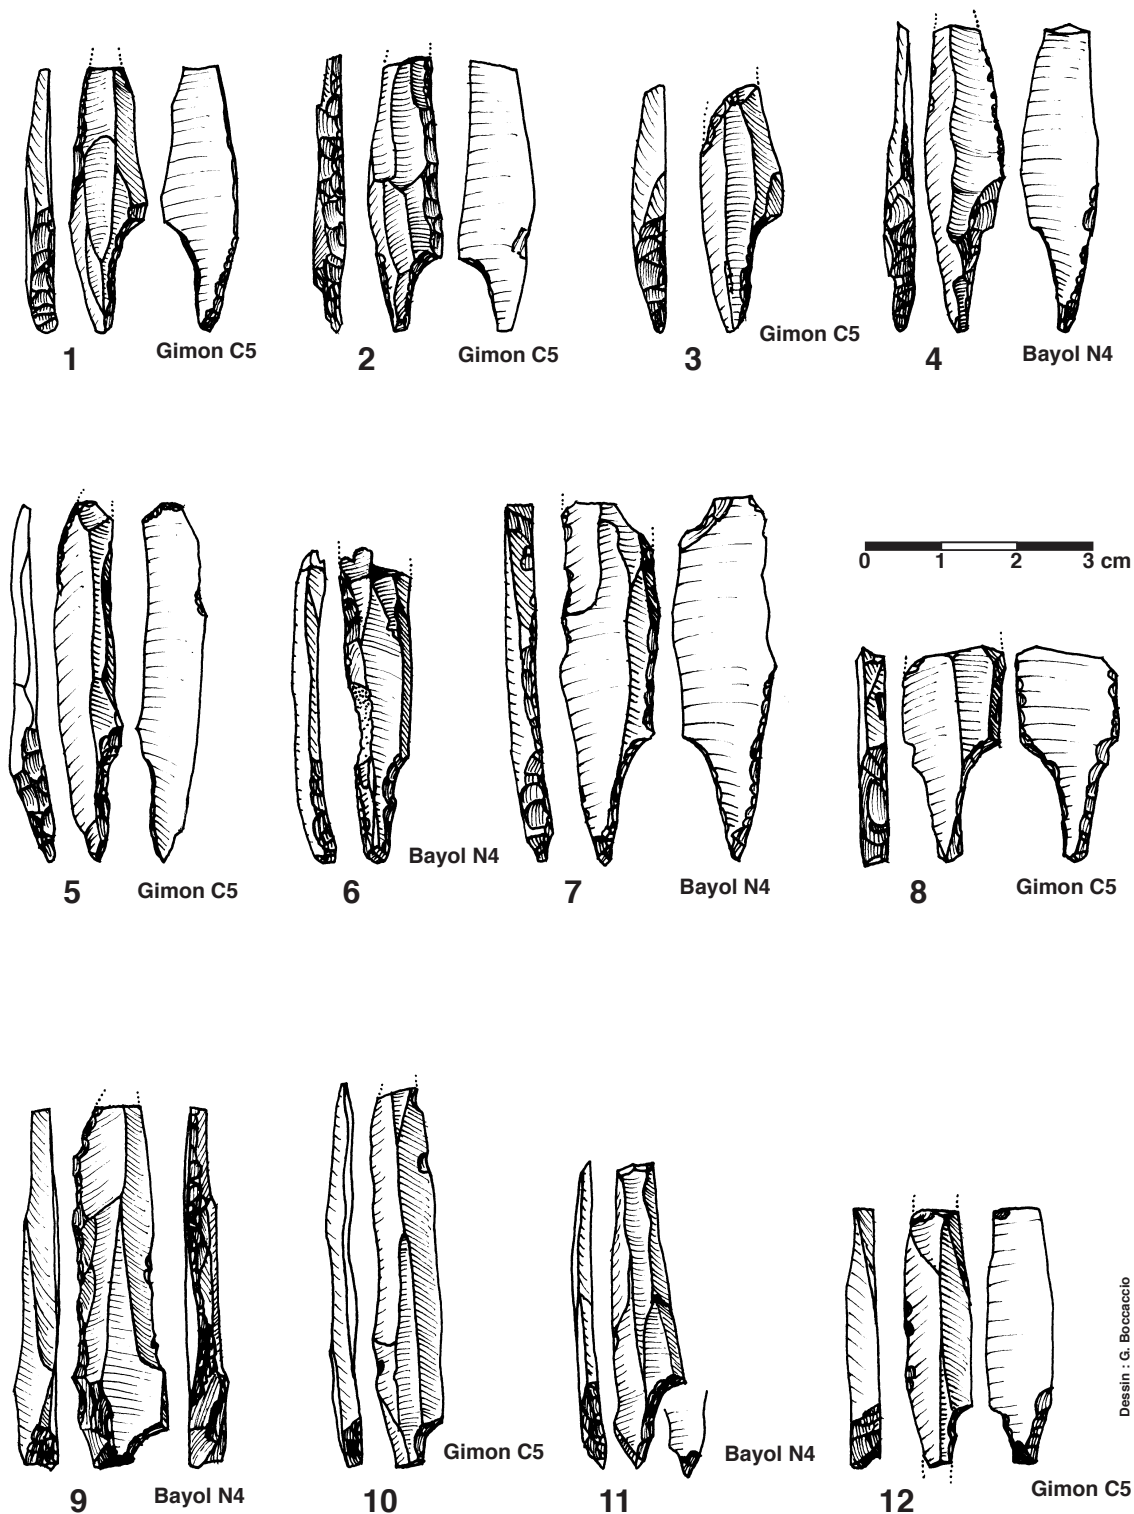 1 Gimon C5
2 Gimon C5
3 Gimon C5
4 Bayol N4
0 1 2 3 cm
5 Gimon C5
6 Bayol N4
7 Bayol N4
8 Gimon C5
9 Bayol N4
10 Gimon C5
11 Bayol N4
12 Gimon C5
Dessin : G. Boccaccio